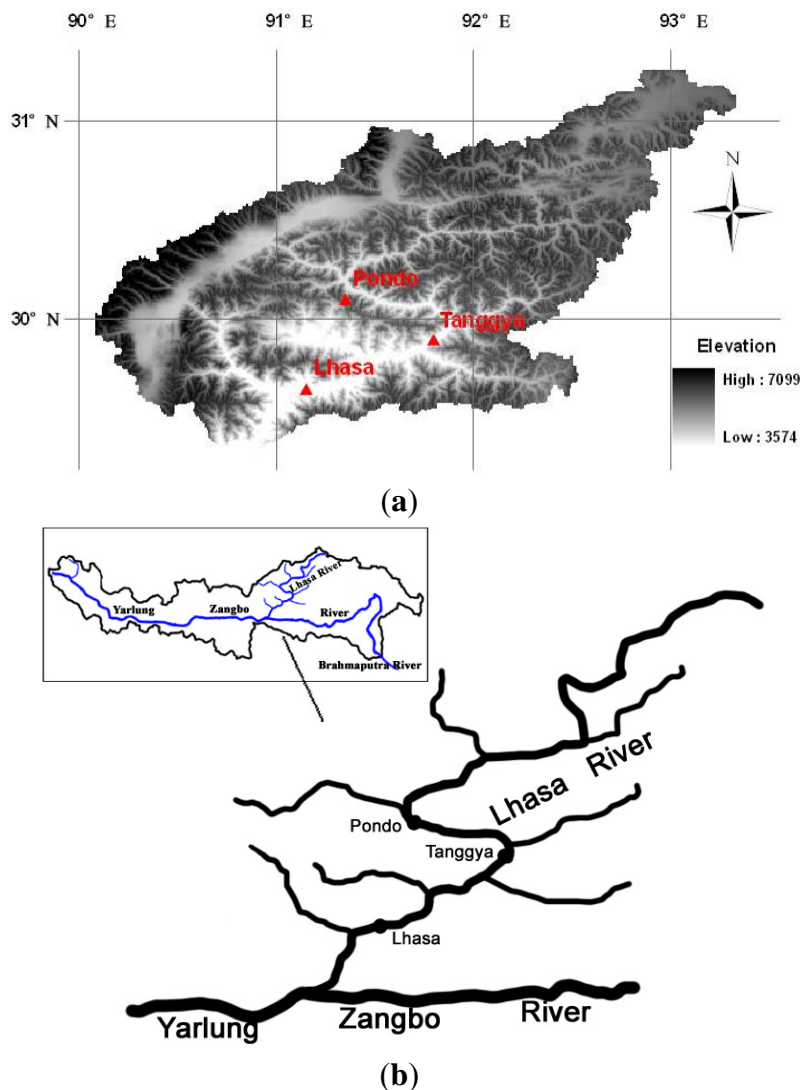 90° E 91° E 92° E 93° E
31° N
N
Pondo
30° N
Tanggya
Lhasa
Elevation
High : 7099
Low : 3574
(a)
Lhasa River
Yarlung Zangbo River
Brahmaputra River
Lhasa River
Pondo
Tanggya
Lhasa
Yarlung Zangbo River
(b)